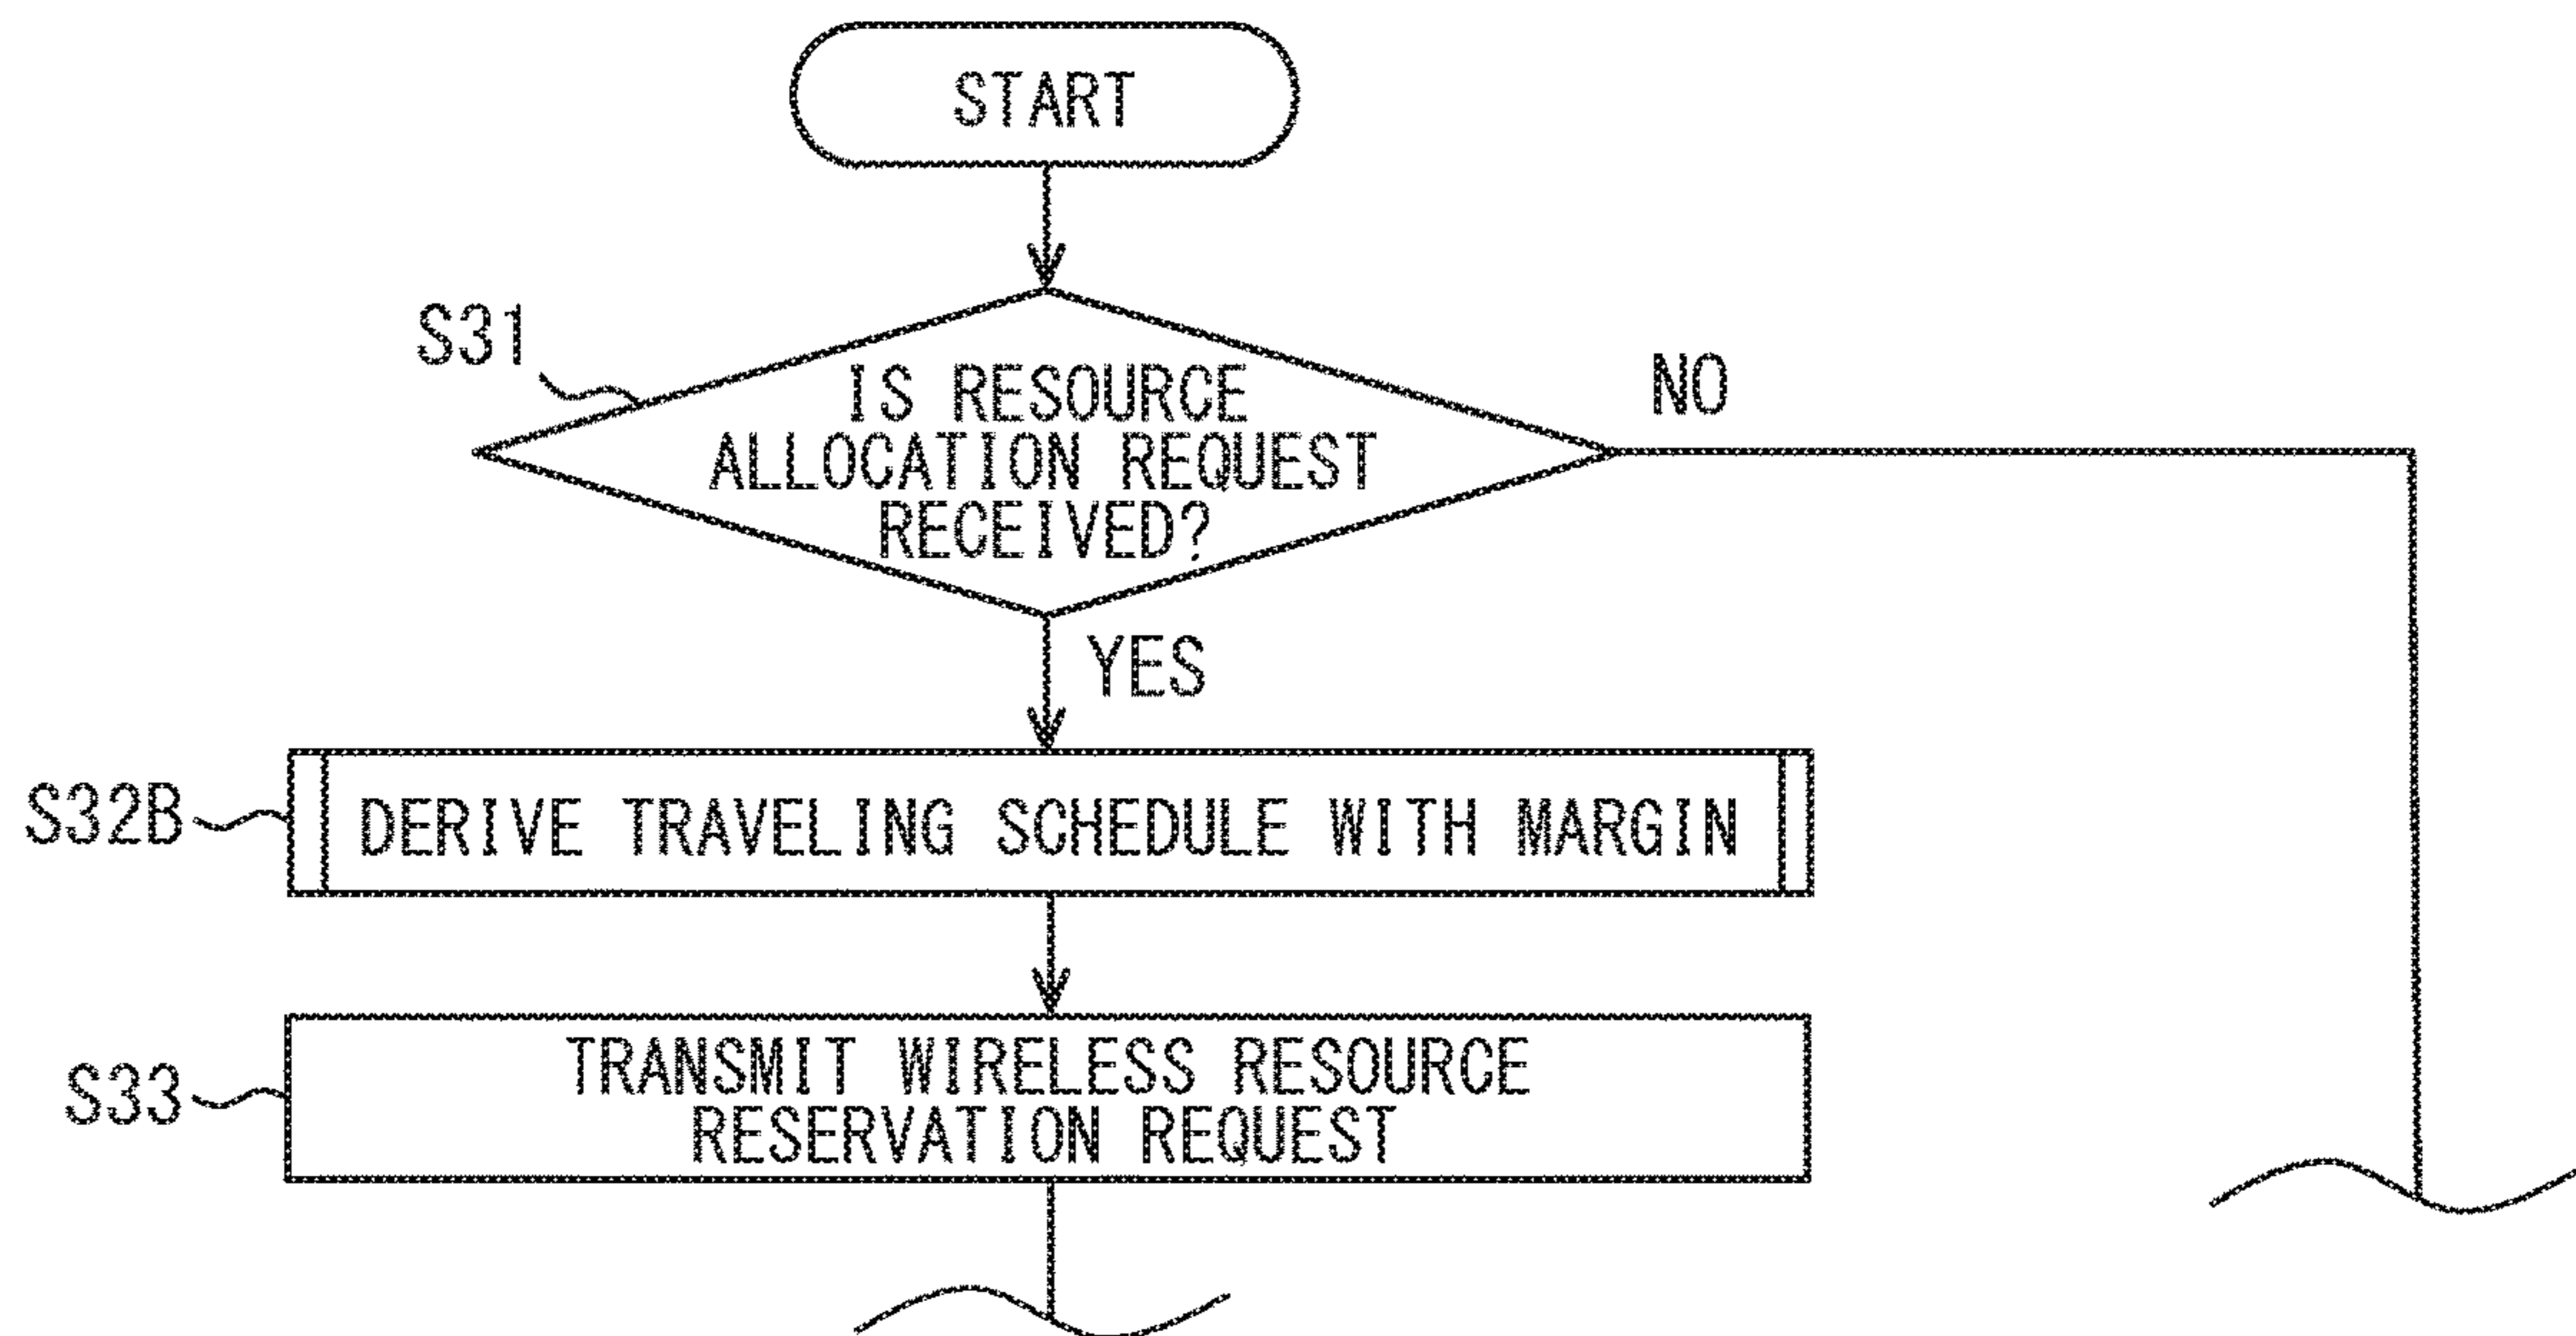 START
S31
IS RESOURCE
ALLOCATION REQUEST
RECEIVED?
NO
YES
S32B
DERIVE TRAVELING SCHEDULE WITH MARGIN
S33
TRANSMIT WIRELESS RESOURCE
RESERVATION REQUEST